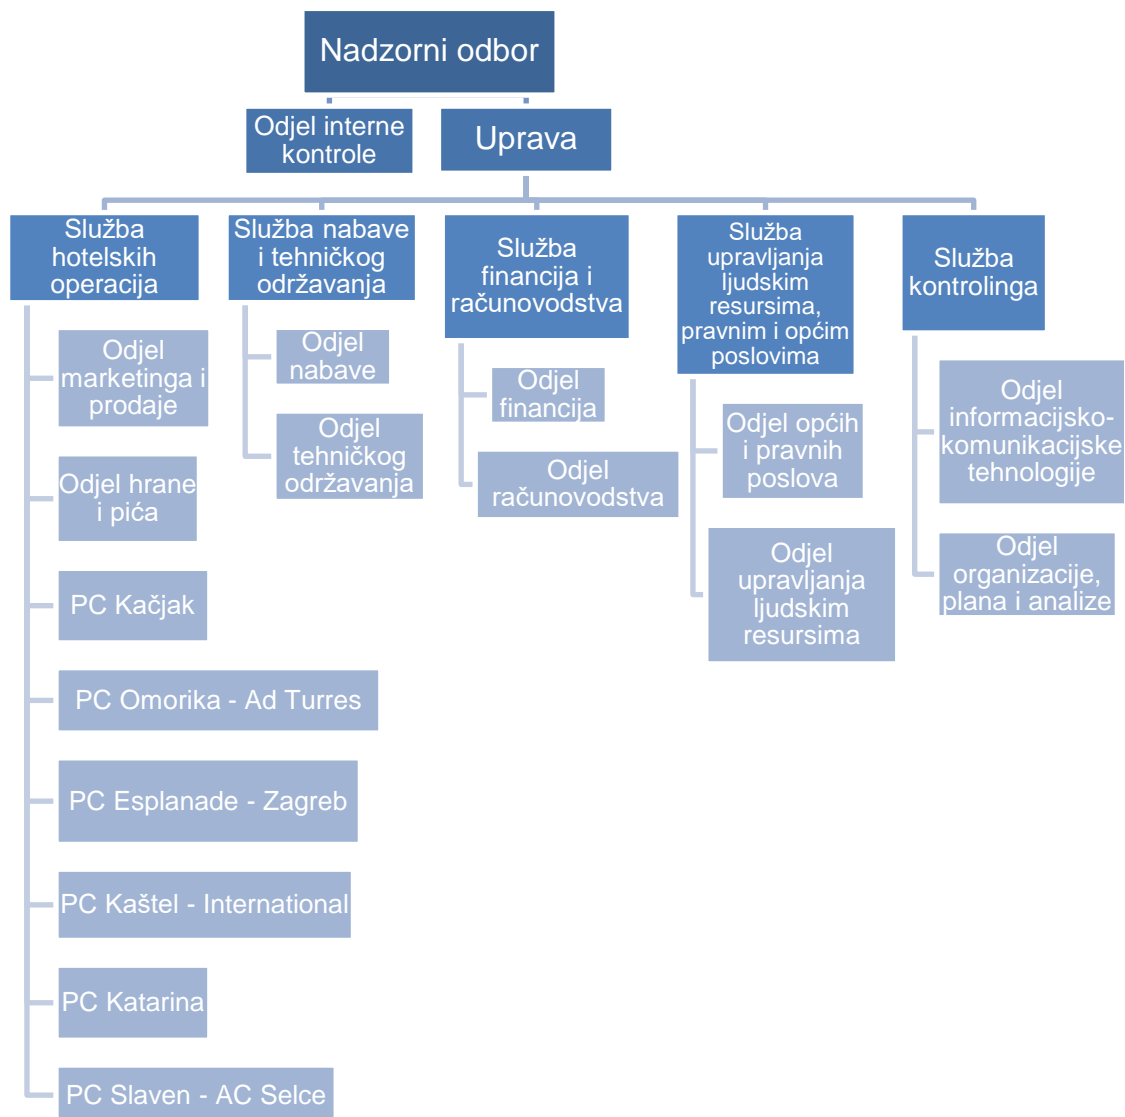 Nadzorni odbor
Odjel interne
kontrole
Uprava
Služba
hotelskih
operacija
Služba nabave
i tehničkog
održavanja
Služba
financija i
računovodstva
Služba
upravljanja
ljudskim
resursima,
pravnim i općim
poslovima
Služba
kontrolinga
Odjel
marketinga i
prodaje
Odjel hrane
i pića
PC Kačjak
PC Omorika - Ad Turres
PC Esplanade - Zagreb
PC Kaštel - International
PC Katarina
PC Slaven - AC Selce
Odjel
nabave
Odjel
tehničkog
održavanja
Odjel
financija
Odjel
računovodstva
Odjel općih
i pravnih
poslova
Odjel
upravljanja
ljudskim
resursima
Odjel
informacijsko-
komunikacijske
tehnologije
Odjel
organizacije,
plana i analize